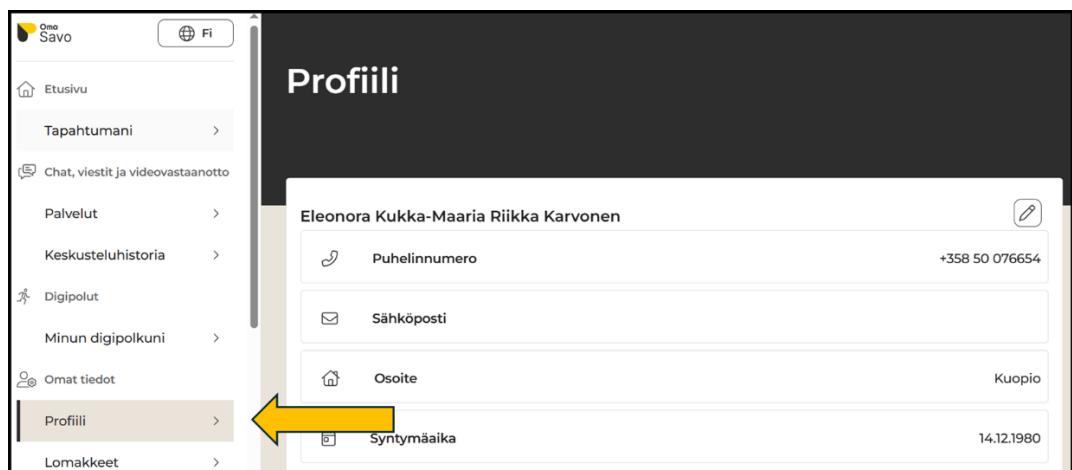 Oma
Savo
Fi
Etusivu
Tapahtumani
Chat, viestit ja videovastaanotto
Palvelut
Keskusteluhistoria
Digipolut
Minun digipolkuni
Omat tiedot
Profiili
Lomakkeet
Profiili
Eleonora Kukka-Maaria Riikka Karvonen
Puhelinnumero +358 50 076654
Sähköposti
Osoite Kuopio
Syntymäaika 14.12.1980